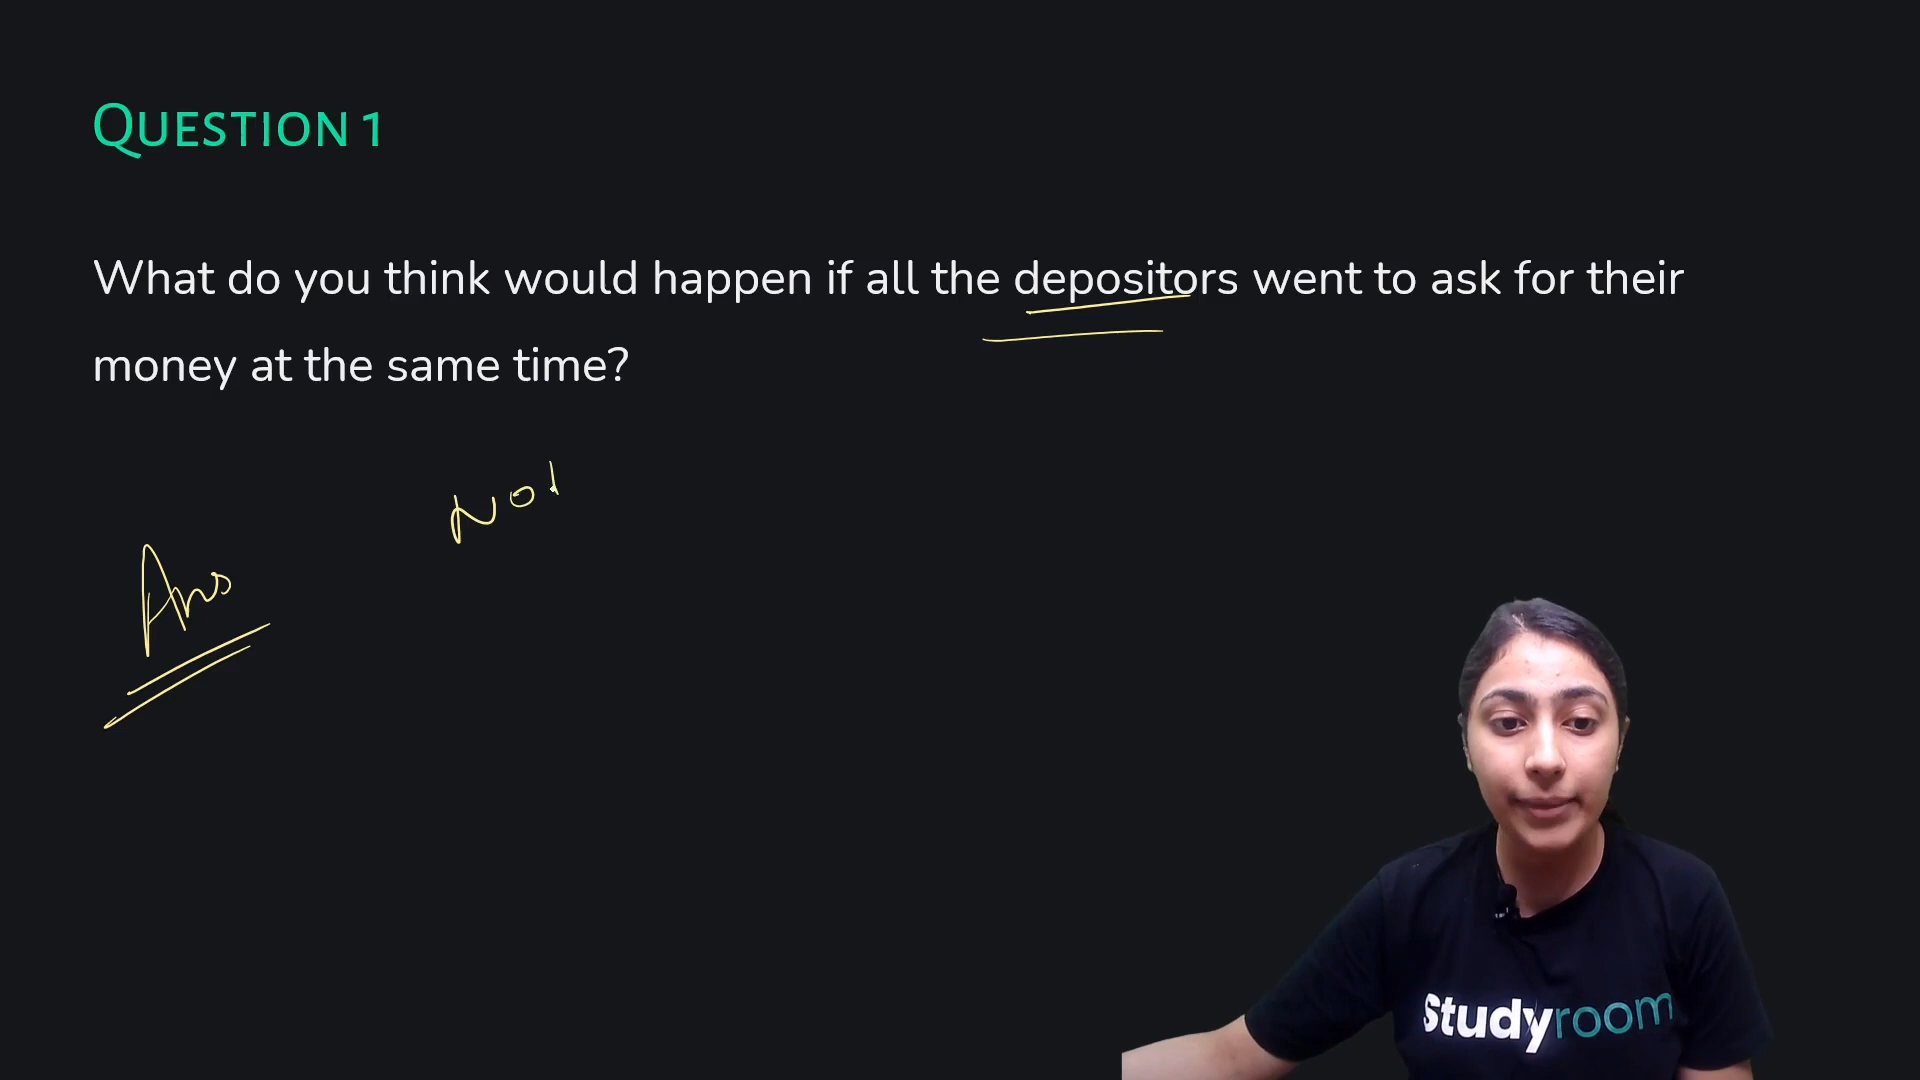 QUESTION 1
What do you think would happen if all the depositors went to ask for their
money at the same time?
Not
Ans
Studyroom